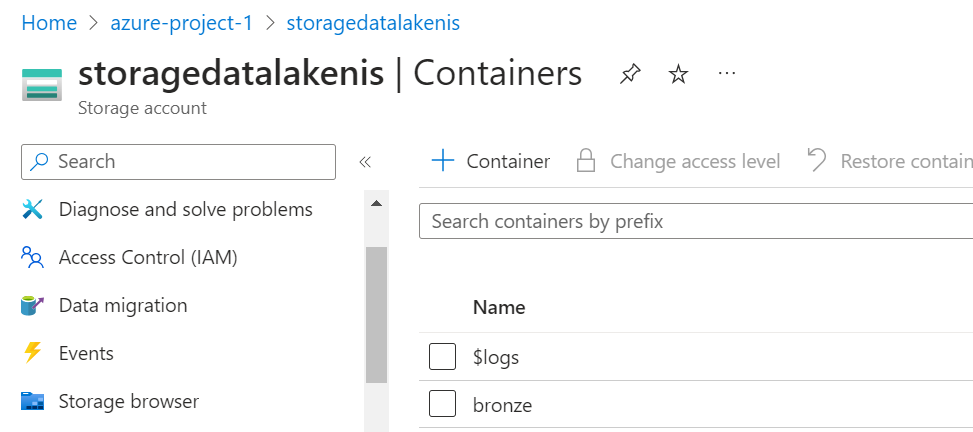 Home > azure-project-1 > storagedatalakenis
storagedatalakenis | Containers ...
Storage account
Search «
+ Container Change access level Restore contain
Search containers by prefix
Diagnose and solve problems
Access Control (IAM)
Data migration
Events
Storage browser
Name
$logs
bronze